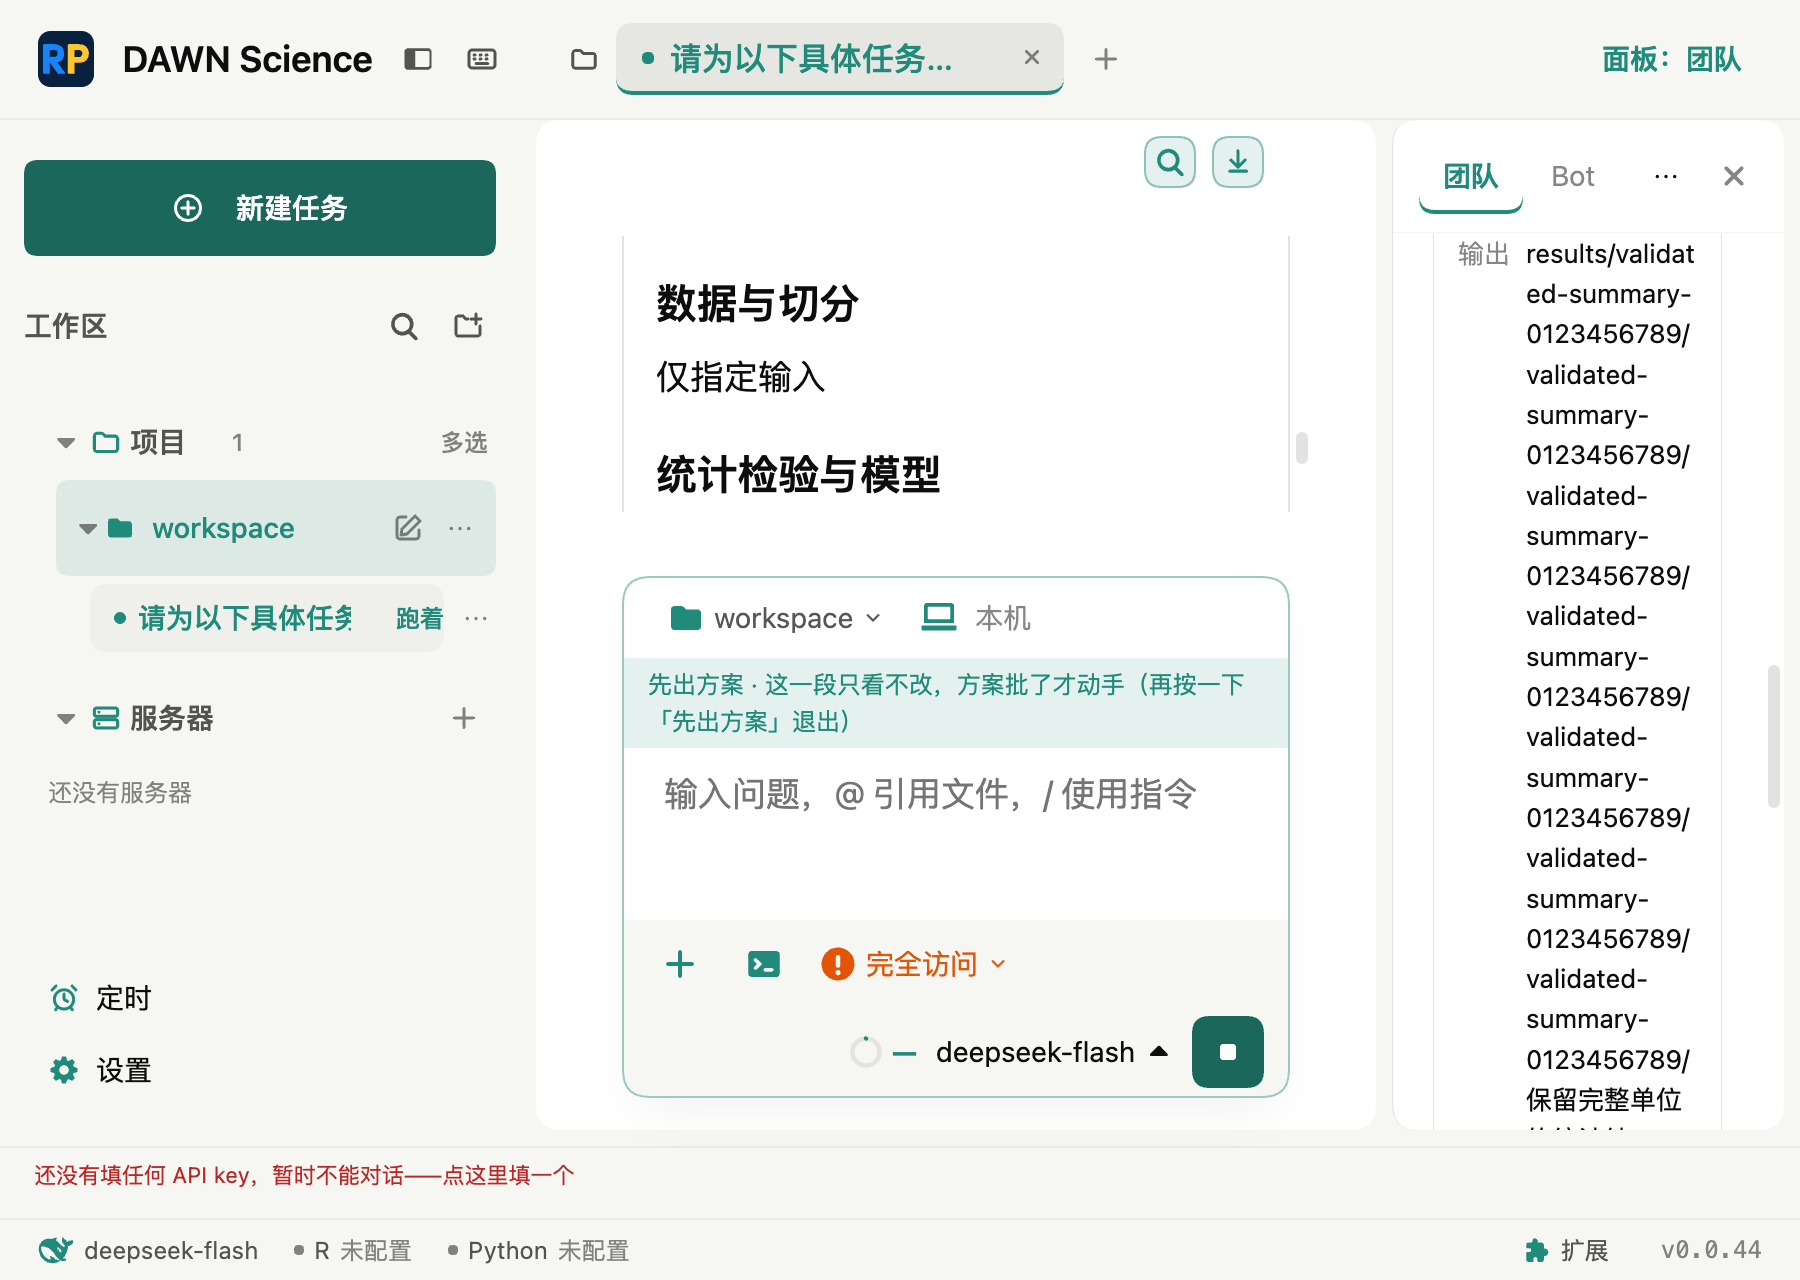 RP
DAWN Science
请为以下具体任务...
面板：团队
新建任务
工作区
项目 1 多选
workspace
请为以下具体任务 跑着
服务器
还没有服务器
定时
设置
数据与切分
仅指定输入
统计检验与模型
workspace 本机
先出方案 · 这一段只看不改，方案批了才动手（再按一下
「先出方案」退出）
输入问题，@ 引用文件，/ 使用指令
完全访问
deepseek-flash
团队 Bot
输出 results/validat
ed-summary-
0123456789/
validated-
summary-
0123456789/
validated-
summary-
0123456789/
validated-
summary-
0123456789/
validated-
summary-
0123456789/
validated-
summary-
0123456789/
validated-
summary-
0123456789/
保留完整单位
还没有填任何 API key，暂时不能对话——点这里填一个
deepseek-flash R 未配置 Python 未配置
扩展 v0.0.44